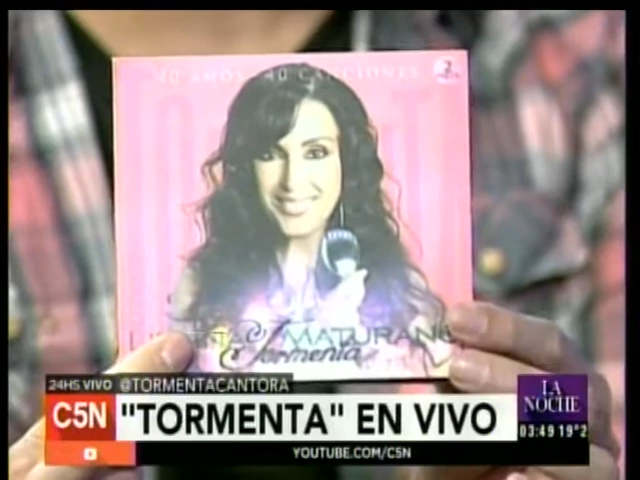 40 AÑOS 40 CANCIONES
2
MATURANO
Tormenta
24HS VIVO @TORMENTACANTORA
C5N "TORMENTA" EN VIVO
LA
NOCHE
03:49 19°2
YOUTUBE.COM/C5N